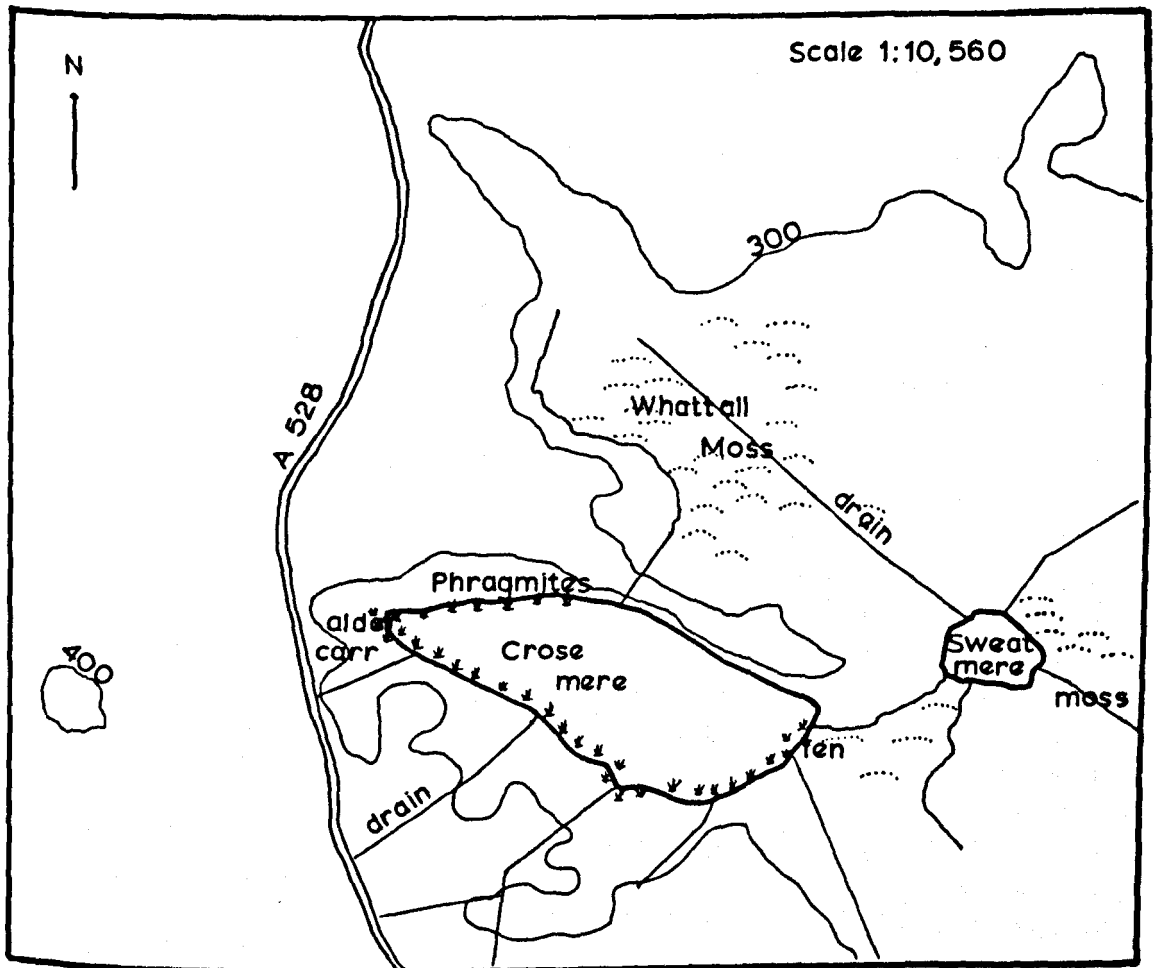 Scale 1:10,560
N
300
A 528
Whattall
Moss
drain
Phragmites
alder
carr
Crose
mere
Sweat
mere
400
moss
fen
drain